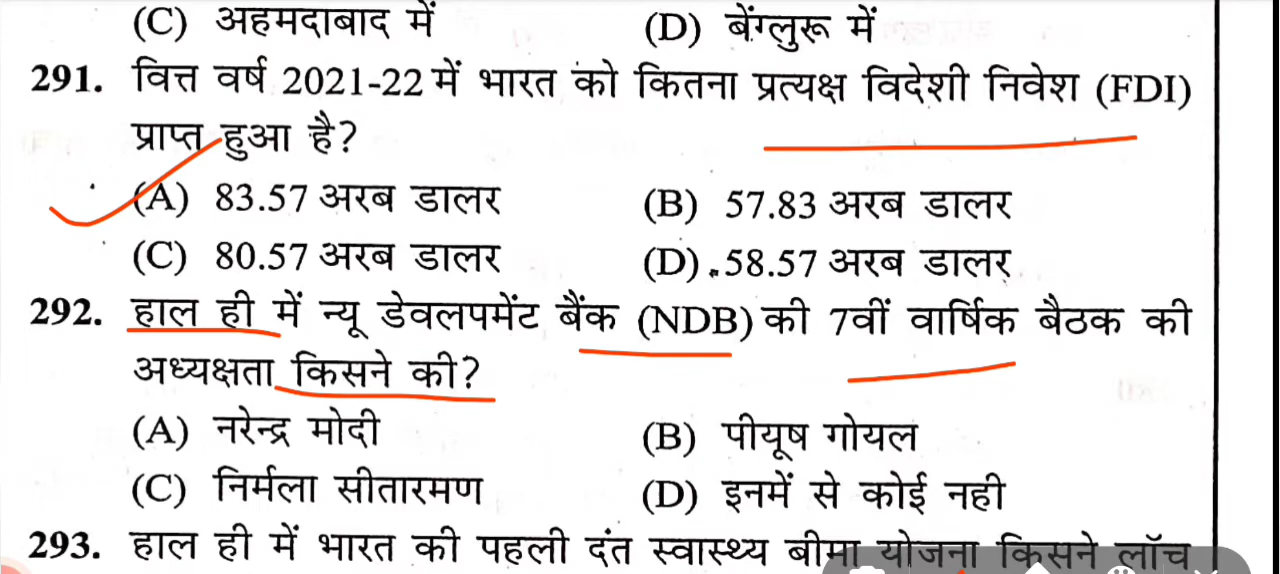 (C) अहमदाबाद में (D) बेंग्लुरू में
291. वित्त वर्ष 2021-22 में भारत को कितना प्रत्यक्ष विदेशी निवेश (FDI)
प्राप्त हुआ है?
(A) 83.57 अरब डालर (B) 57.83 अरब डालर
(C) 80.57 अरब डालर (D) 58.57 अरब डालर
292. हाल ही में न्यू डेवलपमेंट बैंक (NDB) की 7वीं वार्षिक बैठक की
अध्यक्षता किसने की?
(A) नरेन्द्र मोदी (B) पीयूष गोयल
(C) निर्मला सीतारमण (D) इनमें से कोई नही
293. हाल ही में भारत की पहली दंत स्वास्थ्य बीमा योजना किसने लॉच